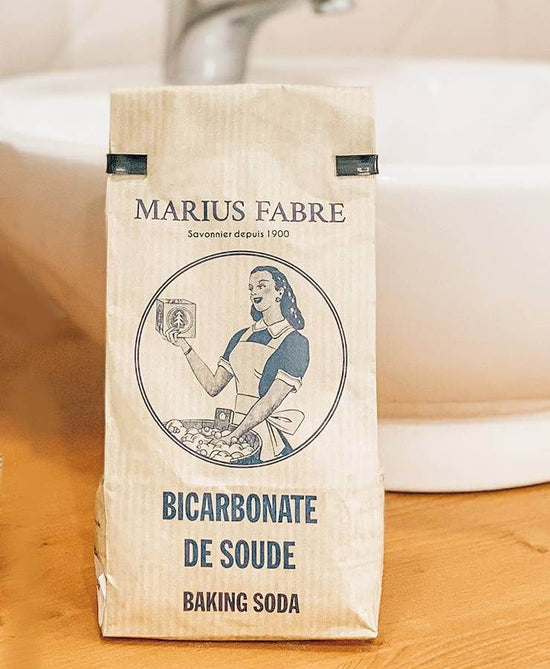 MARIUS FABRE
Savonnier depuis 1900
BICARBONATE
DE SOUDE
BAKING SODA